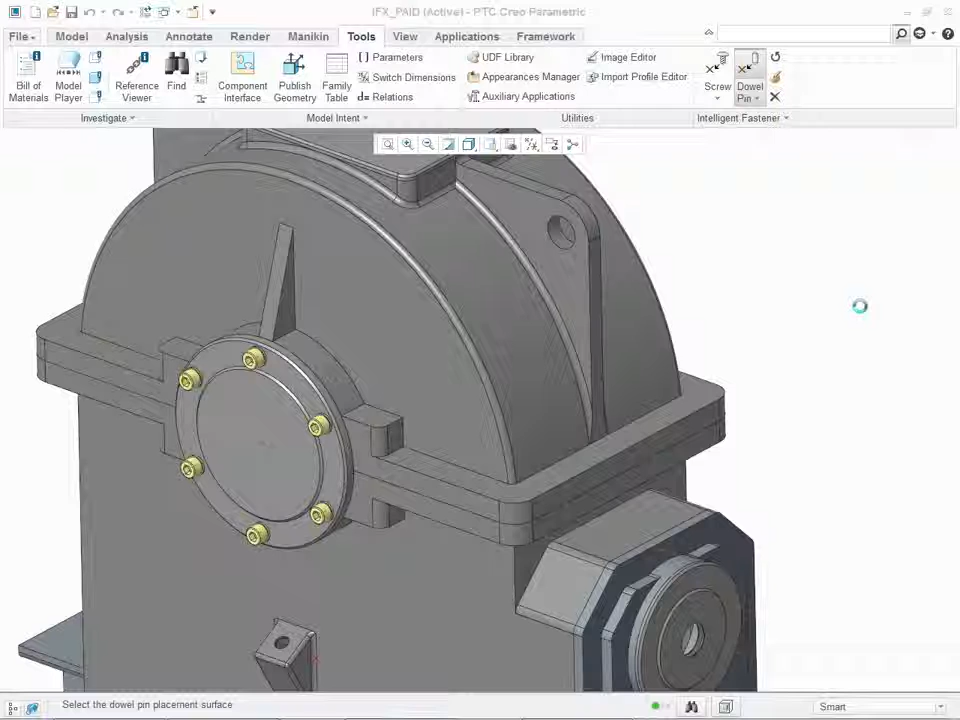 IFX_PAID (Active) - PTC Creo Parametric
File Model Analysis Annotate Render Manikin Tools View Applications Framework
Bill of Materials
Model Player
Reference Viewer
Find
Investigate
Component Interface
Publish Geometry
Family Table
{ } Parameters
Switch Dimensions
d= Relations
Model Intent
UDF Library
Appearances Manager
Auxiliary Applications
Image Editor
Import Profile Editor
Utilities
Screw
Dowel Pin
Intelligent Fastener
Select the dowel pin placement surface
Smart